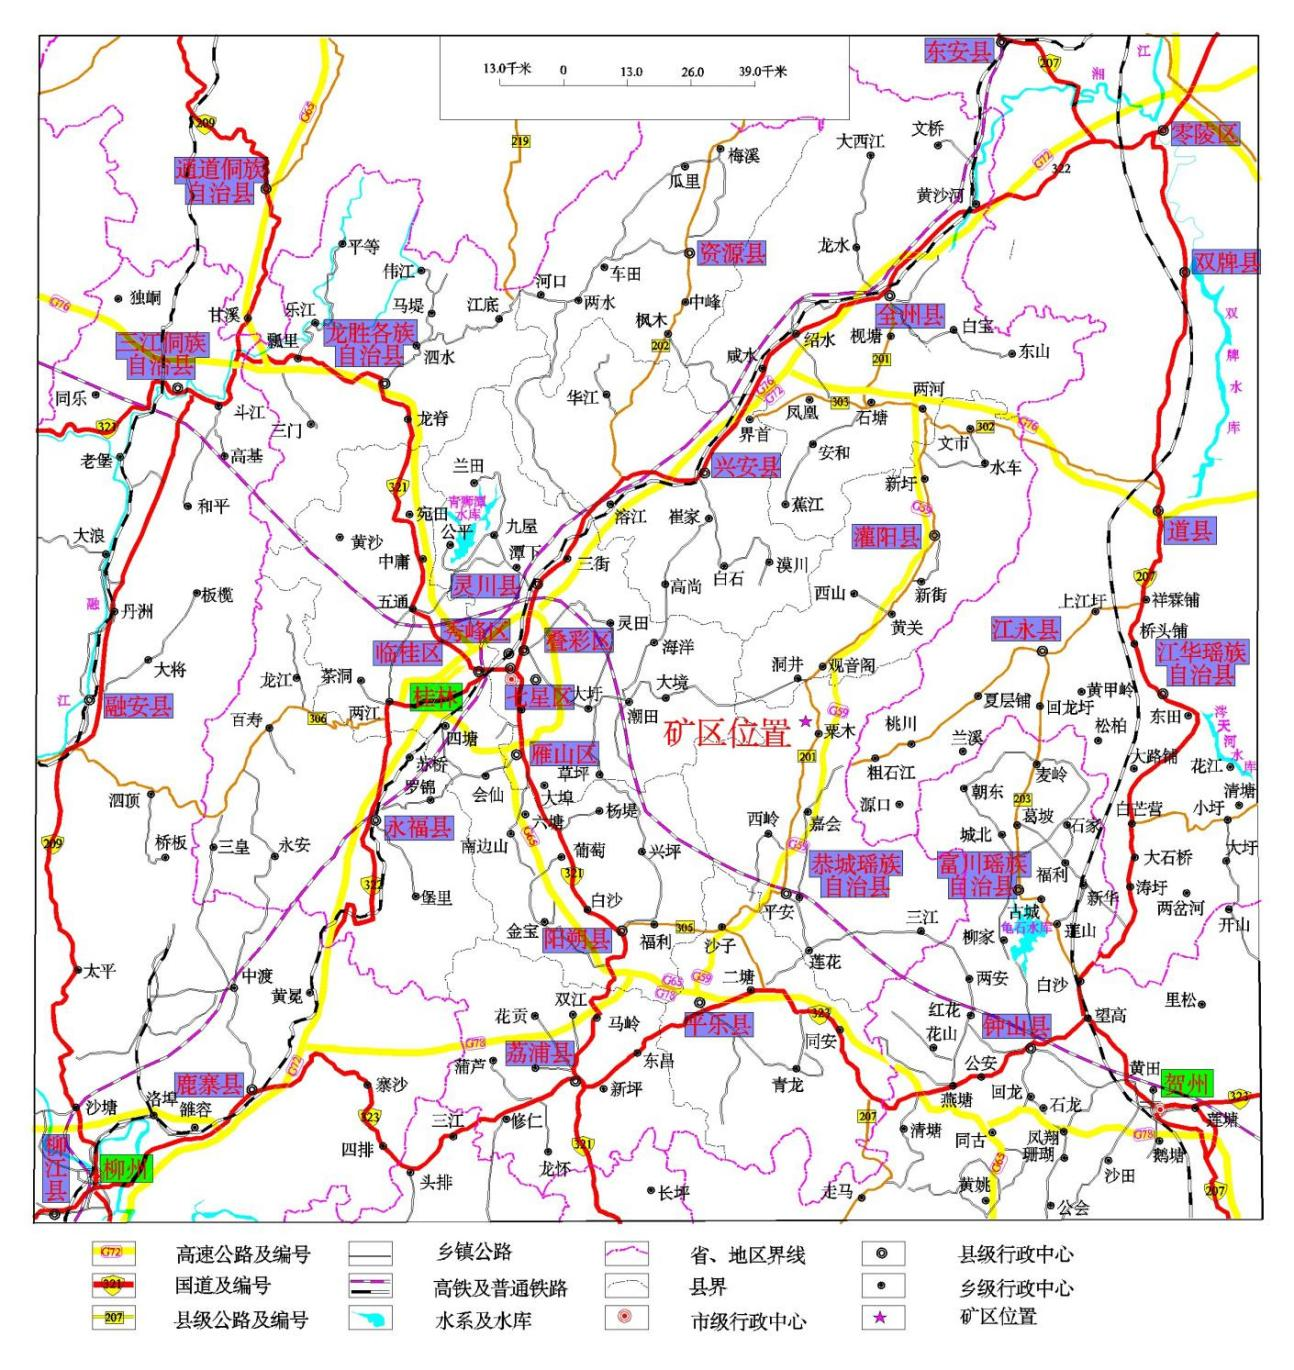 13.0千米 0 13.0 26.0 39.0千米
东安县
207
湘
江
209
G65
219
梅溪
瓜里
大西江
文桥
G72
322
零陵区
通道侗族
自治县
黄沙河
平等
伟江
资源县
龙水
双牌县
独峒
G76
甘溪
乐江
马堤
江底
河口
车田
两水
中峰
全州县
双
牌
水
库
三江侗族
自治县
瓢里
龙胜各族
自治县
泗水
枫木
202
咸水
绍水
枧塘
白宝
201
东山
同乐
斗江
三门
龙脊
华江
G76
G72
凤凰
303
石塘
两河
302
G76
321
老堡
高基
界首
安和
文市
水车
兰田
兴安县
新圩
和平
321
宛田
青狮潭
水库
公平
九屋
溶江
崔家
蕉江
G59
大浪
黄沙
中庸
潭下
三街
灌阳县
道县
融
板榄
丹洲
五通
灵川县
高尚
白石
漠川
西山
新街
207
祥霖铺
上江圩
秀峰区
叠彩区
灵田
海洋
黄关
江永县
桥头铺
临桂区
大将
江
融安县
龙江
茶洞
两江
桂林
七星区
大圩
大境
潮田
洞井
观音阁
江华瑶族
自治县
百寿
306
四塘
雁山区
矿区位置
G59
栗木
夏层铺
黄甲岭
回龙圩
桃川
东田
松柏
兰溪
涔
天
河
水
库
苏桥
罗锦
会仙
草坪
201
粗石江
麦岭
大路铺
花江
泗顶
大埠
杨堤
源口
朝东
203
清塘
白芒营
小圩
209
桥板
三皇
永安
永福县
六塘
南边山
G65
兴坪
西岭
嘉会
G59
城北
葛坡
石家
大圩
葡萄
321
恭城瑶族
自治县
富川瑶族
自治县
福利
大石桥
322
堡里
白沙
平安
古城
新华
涛圩
两岔河
金宝
阳朔县
福利
305
沙子
三江
柳家
龟石水库
莲山
开山
太平
中渡
黄冕
莲花
G65
G78
G59
二塘
两安
白沙
里松
双江
花贡
马岭
平乐县
323
红花
钟山县
望高
G78
荔浦县
同安
花山
鹿寨县
G72
蒲芦
东昌
公安
黄田
贺州
青龙
沙塘
洛埠
雒容
寨沙
新坪
燕塘
回龙
石龙
323
莲塘
323
三江
修仁
207
清塘
同古
凤翔
珊瑚
G78
鹅塘
柳
江
县
柳州
四排
321
龙怀
G65
沙田
头排
长坪
走马
黄姚
公会
207
G72 高速公路及编号 乡镇公路 省、地区界线 县级行政中心
321 国道及编号 高铁及普通铁路 县界 乡级行政中心
207 县级公路及编号 水系及水库 市级行政中心 矿区位置